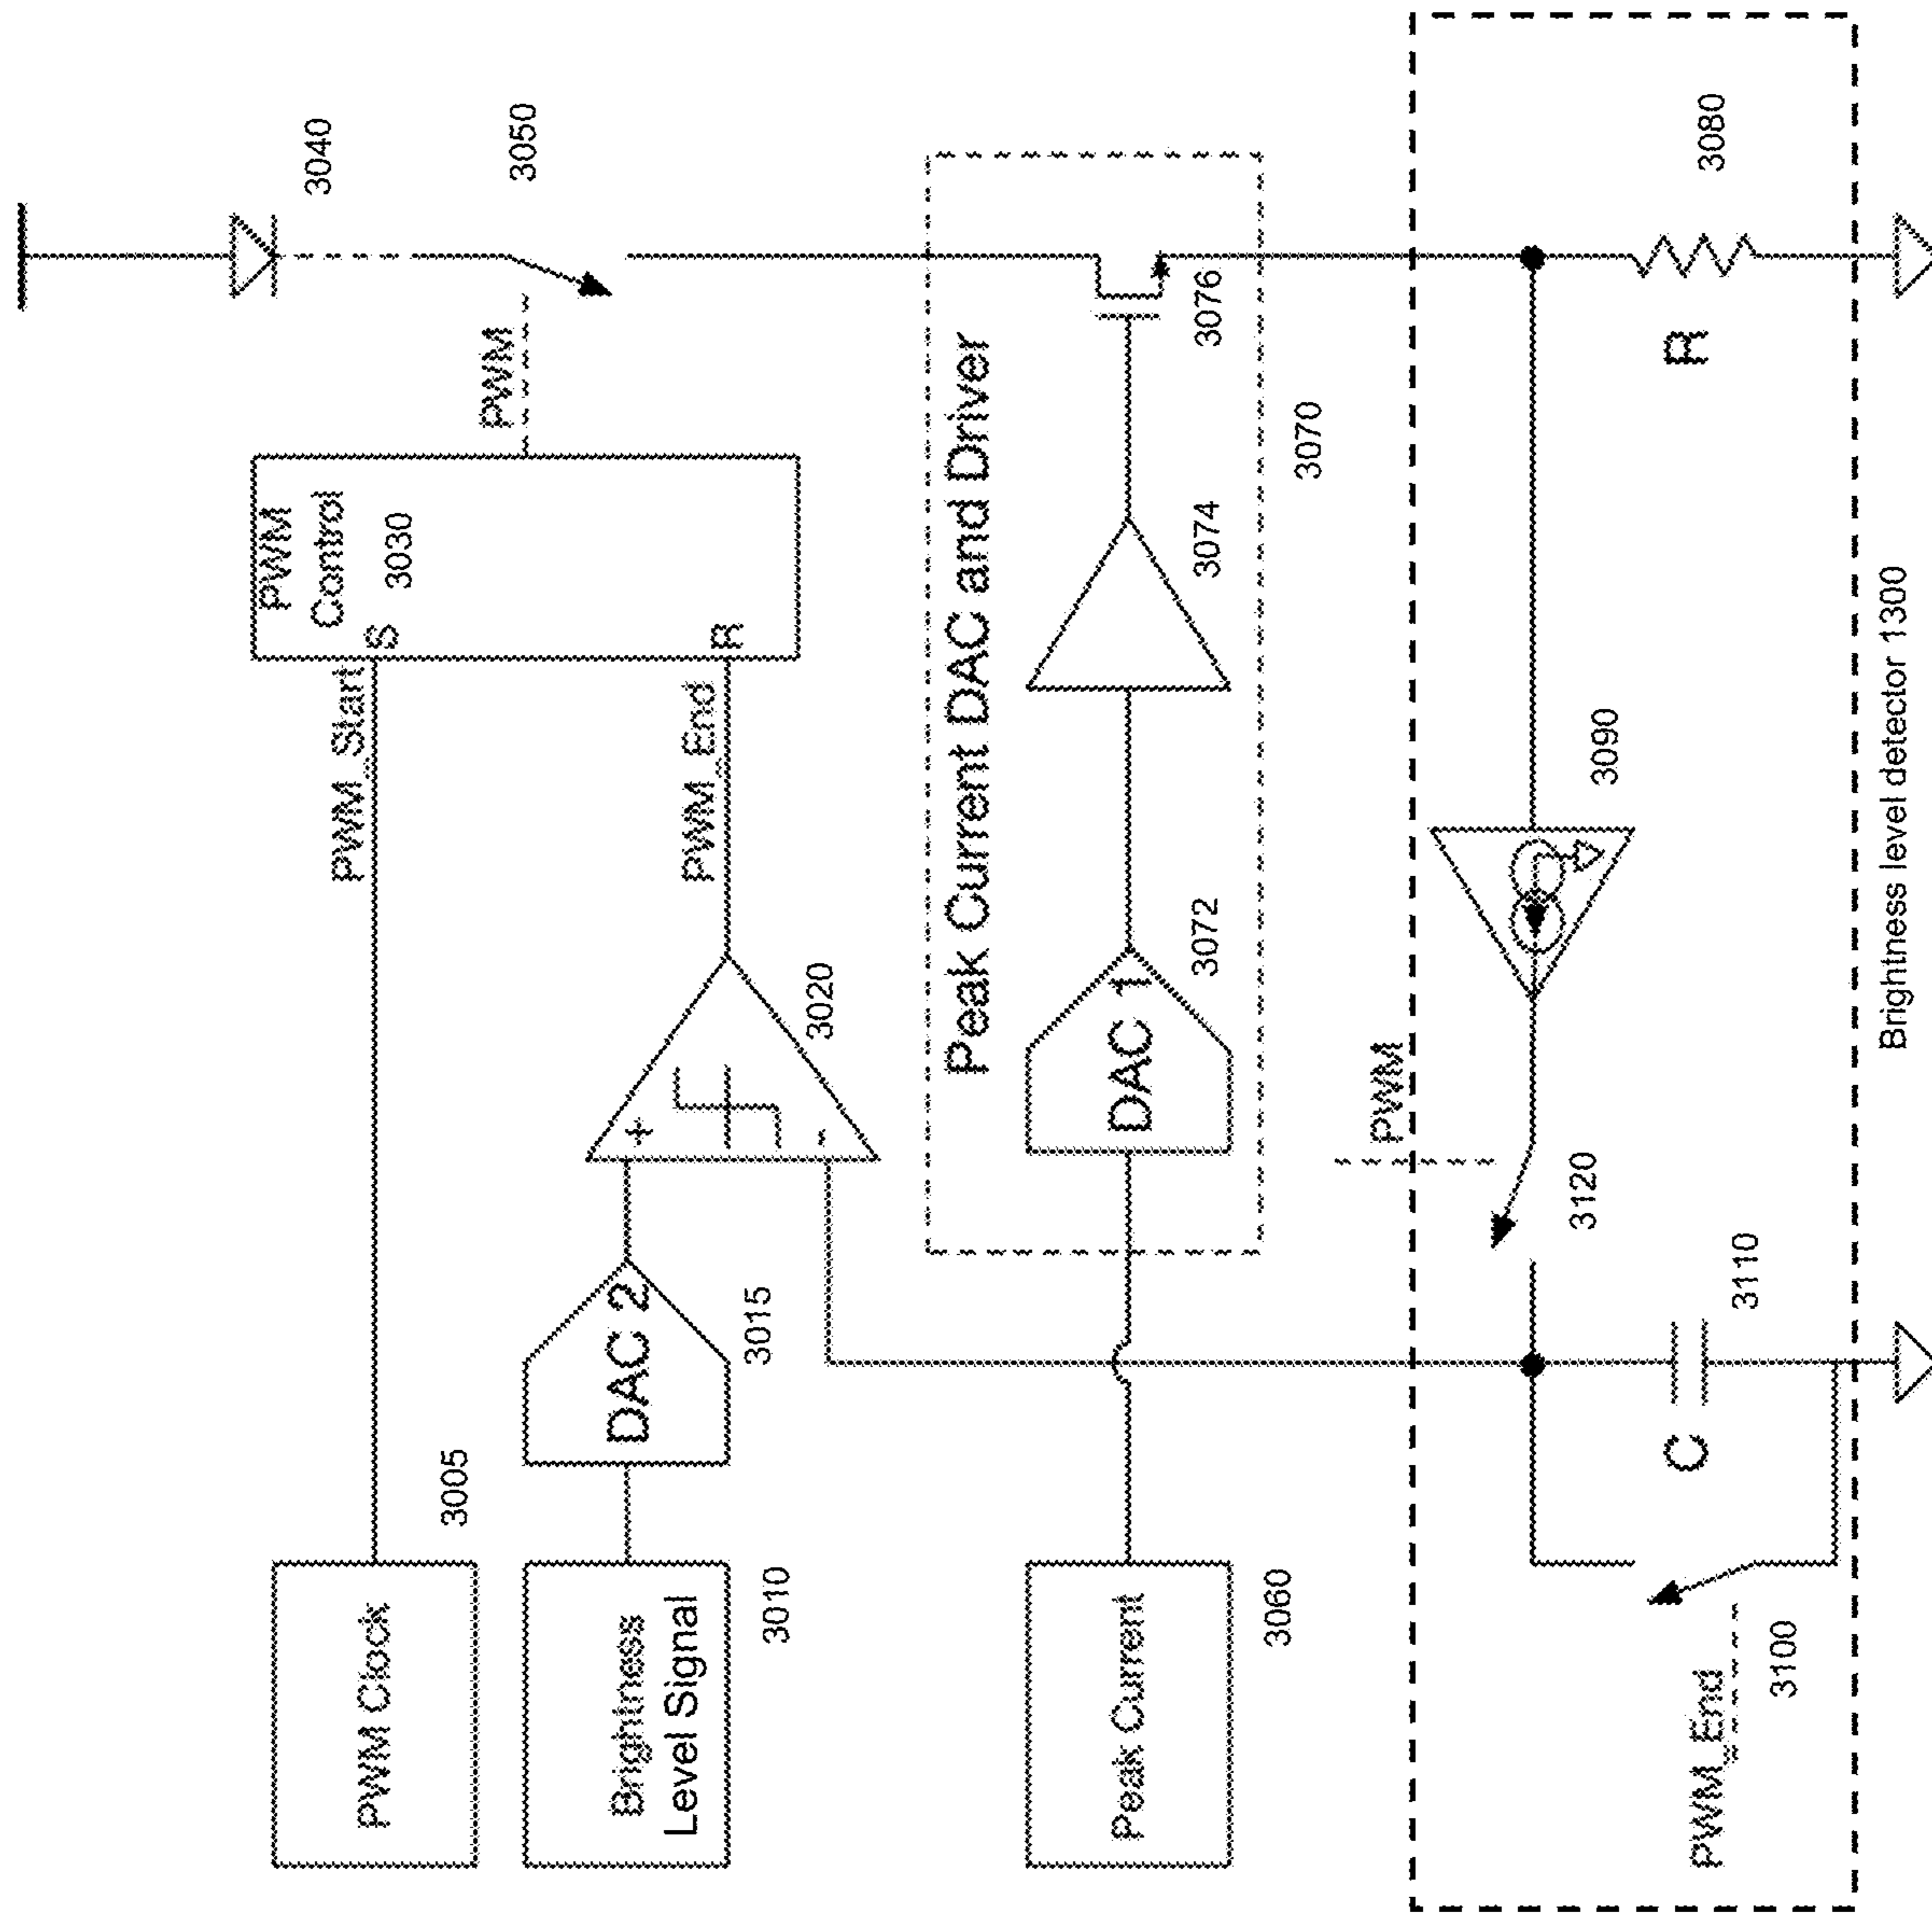 PWM Clock
3005
Brightness
Level Signal
3010
DAC 2
3015
+
-
3020
PWM_Start
PWM_End
PWM
Control
3030
S
R
PWM
3040
3050
Peak Current
3060
Peak Current DAC and Driver
DAC 1
3072
3074
3076
3070
PWM_End
3100
C
3110
PWM
3120
3090
R
3080
Brightness level detector 1300